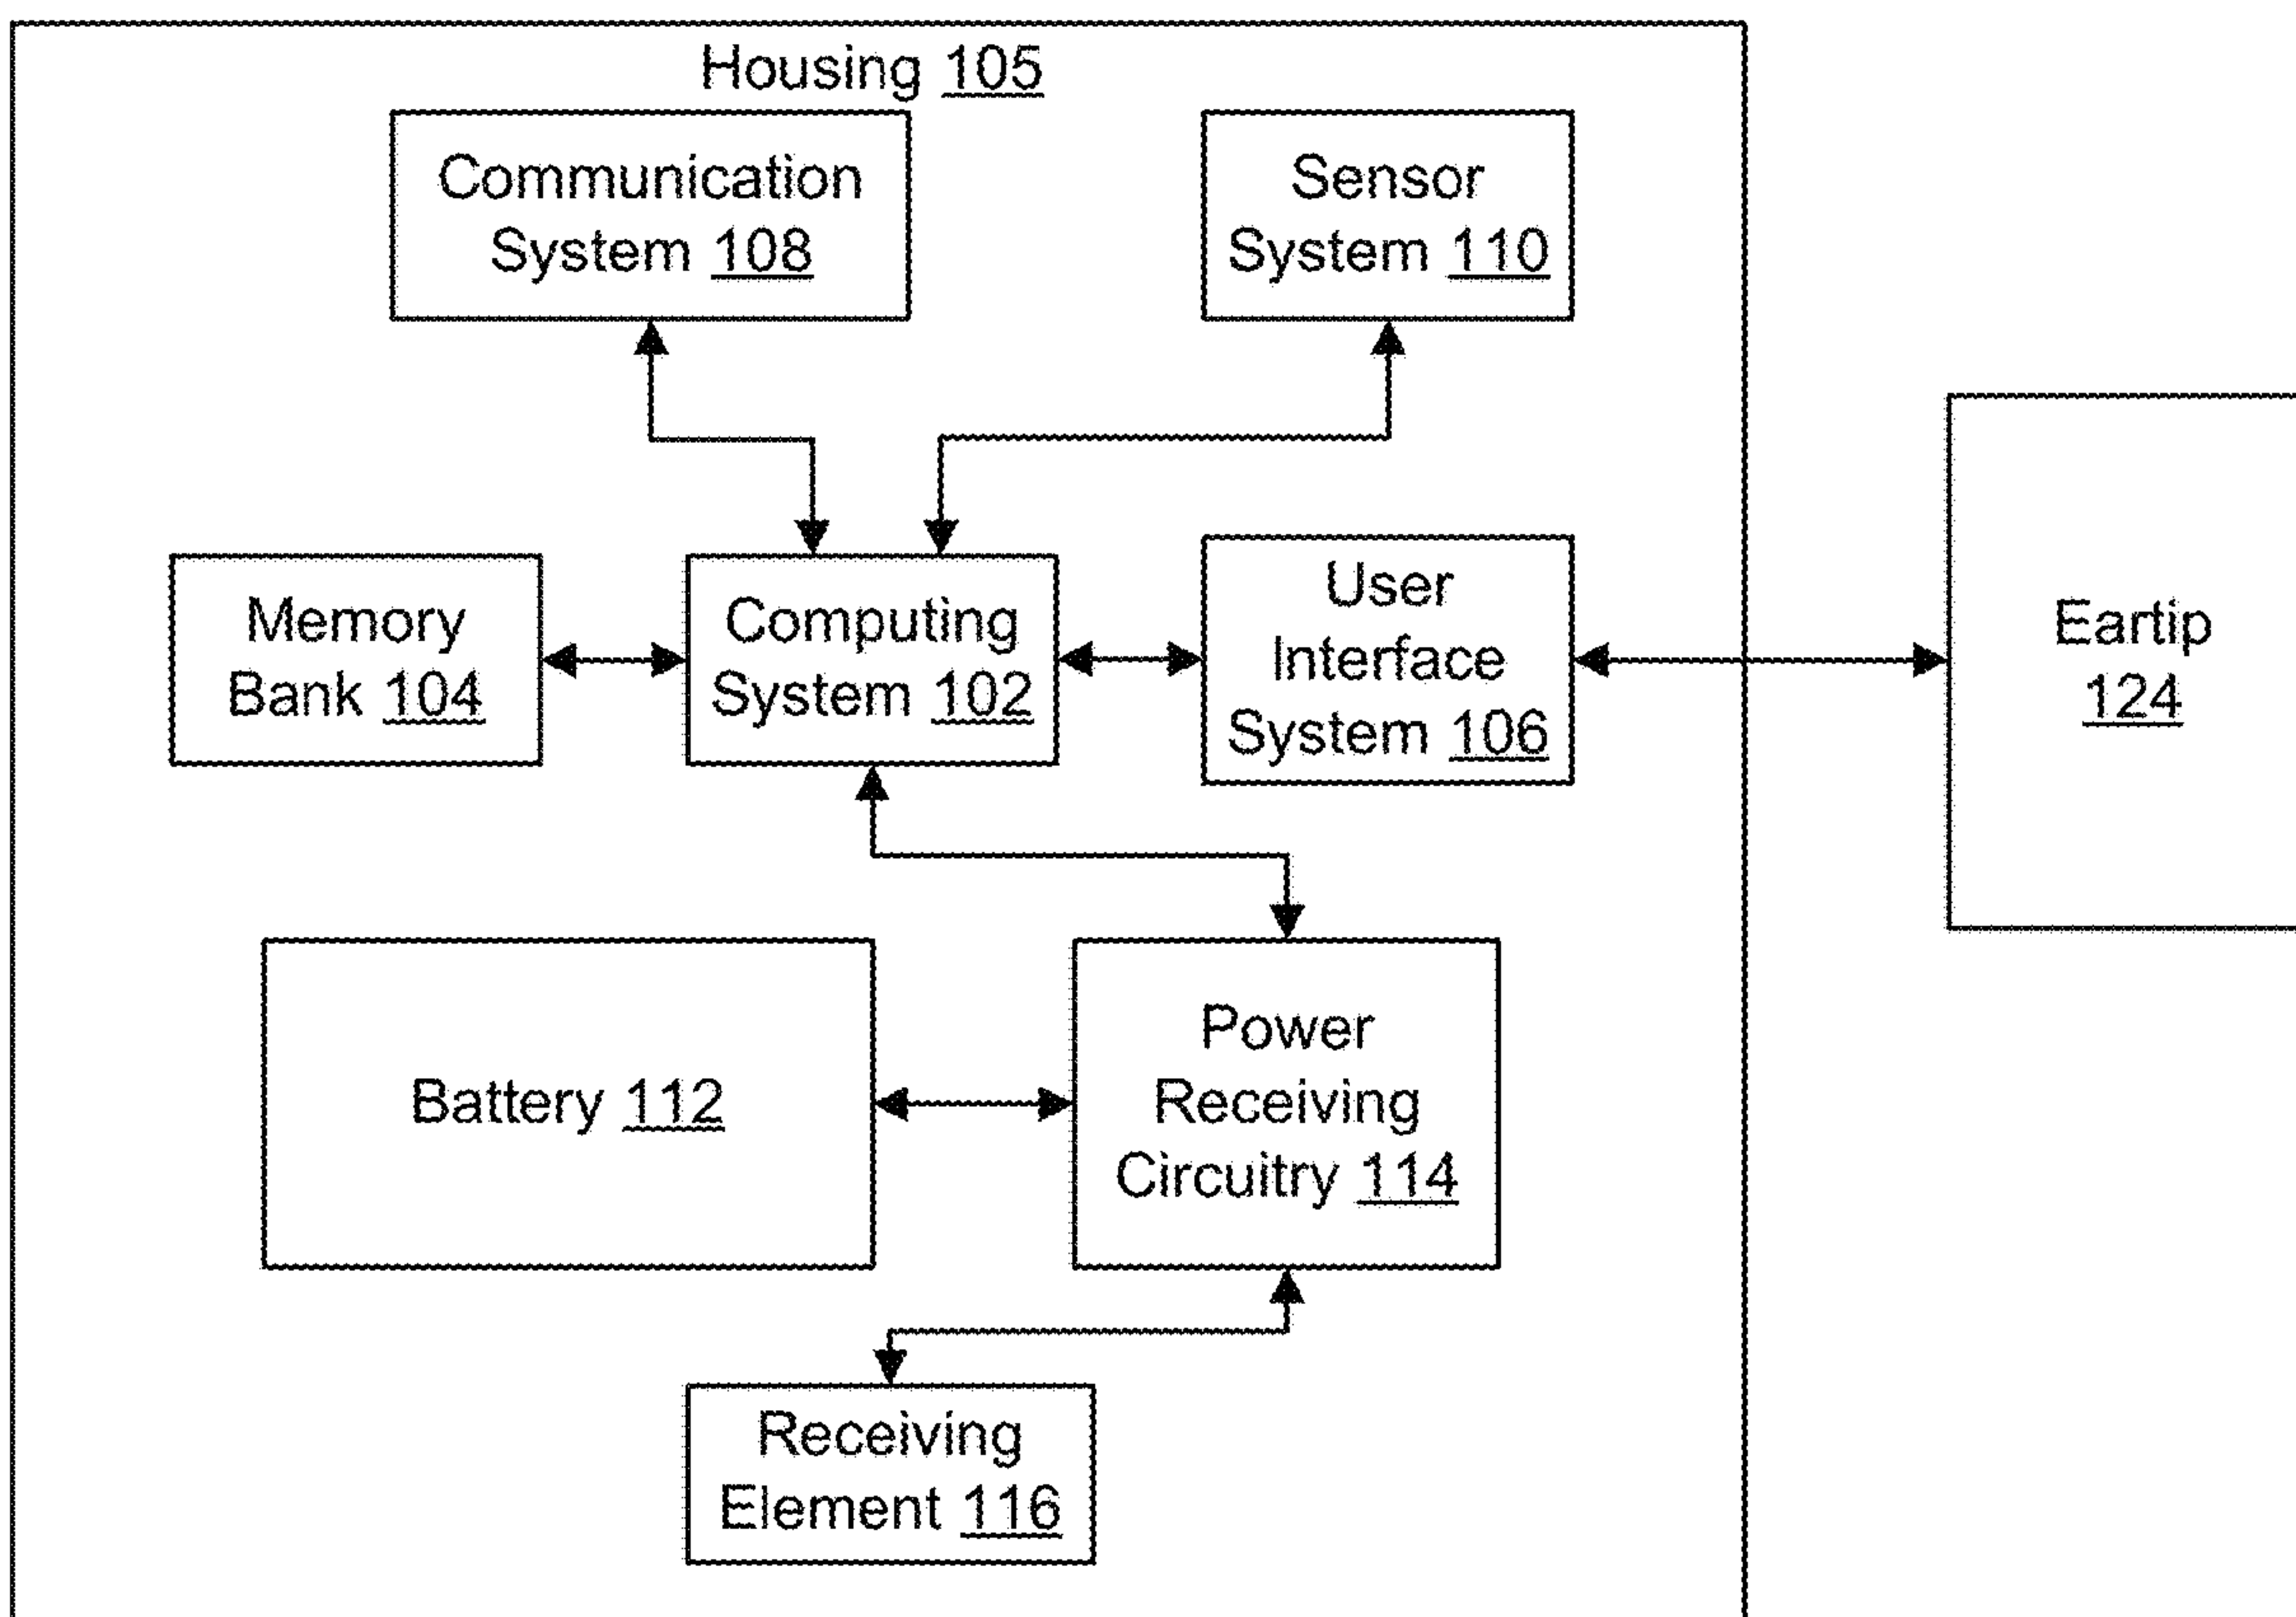 Housing 105
Communication
System 108
Sensor
System 110
Memory
Bank 104
Computing
System 102
User
Interface
System 106
Eartip
124
Battery 112
Power
Receiving
Circuitry 114
Receiving
Element 116